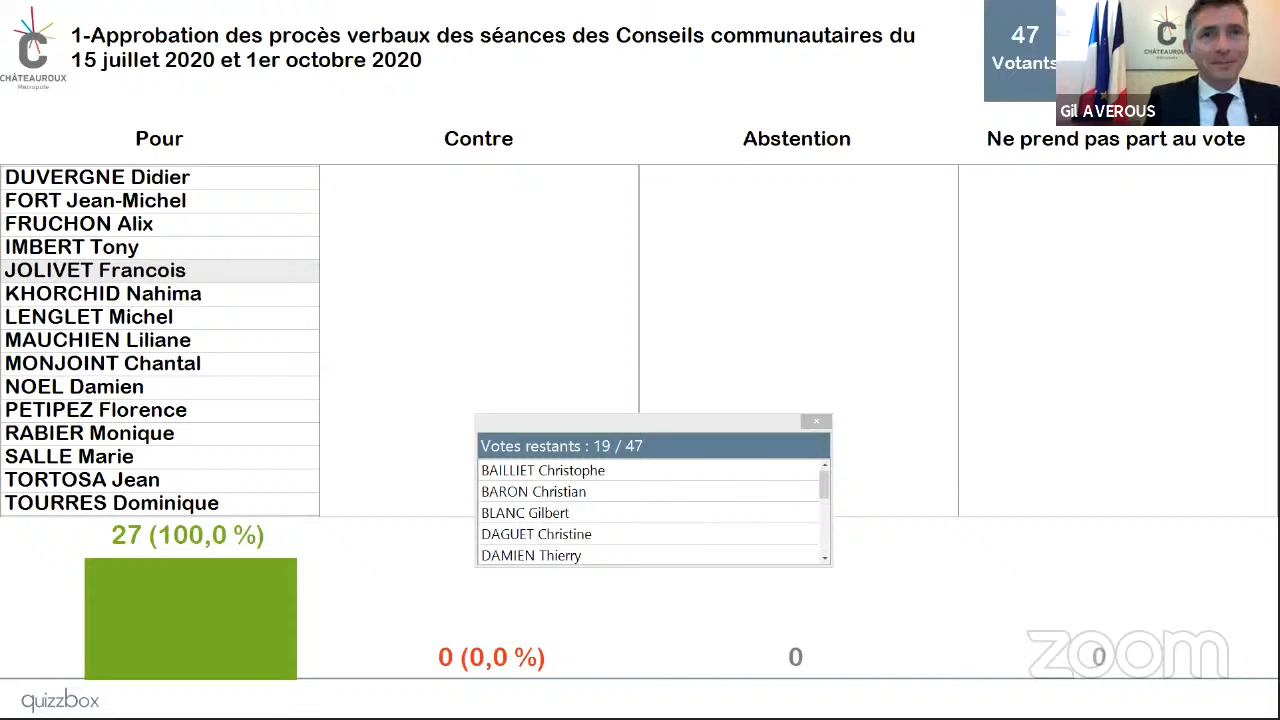 1-Approbation des procès verbaux des séances des Conseils communautaires du
15 juillet 2020 et 1er octobre 2020
CHÂTEAUROUX
Métropole
47
Votants
CHÂTEAUROUX
Gil AVEROUS
Pour
Contre
Abstention
Ne prend pas part au vote
DUVERGNE Didier
FORT Jean-Michel
FRUCHON Alix
IMBERT Tony
JOLIVET Francois
KHORCHID Nahima
LENGLET Michel
MAUCHIEN Liliane
MONJOINT Chantal
NOEL Damien
PETIPEZ Florence
RABIER Monique
SALLE Marie
TORTOSA Jean
TOURRES Dominique
Votes restants : 19 / 47
BAILLIET Christophe
BARON Christian
BLANC Gilbert
DAGUET Christine
DAMIEN Thierry
27 (100,0 %)
0 (0,0 %)
0
0
zoom
quizzbox